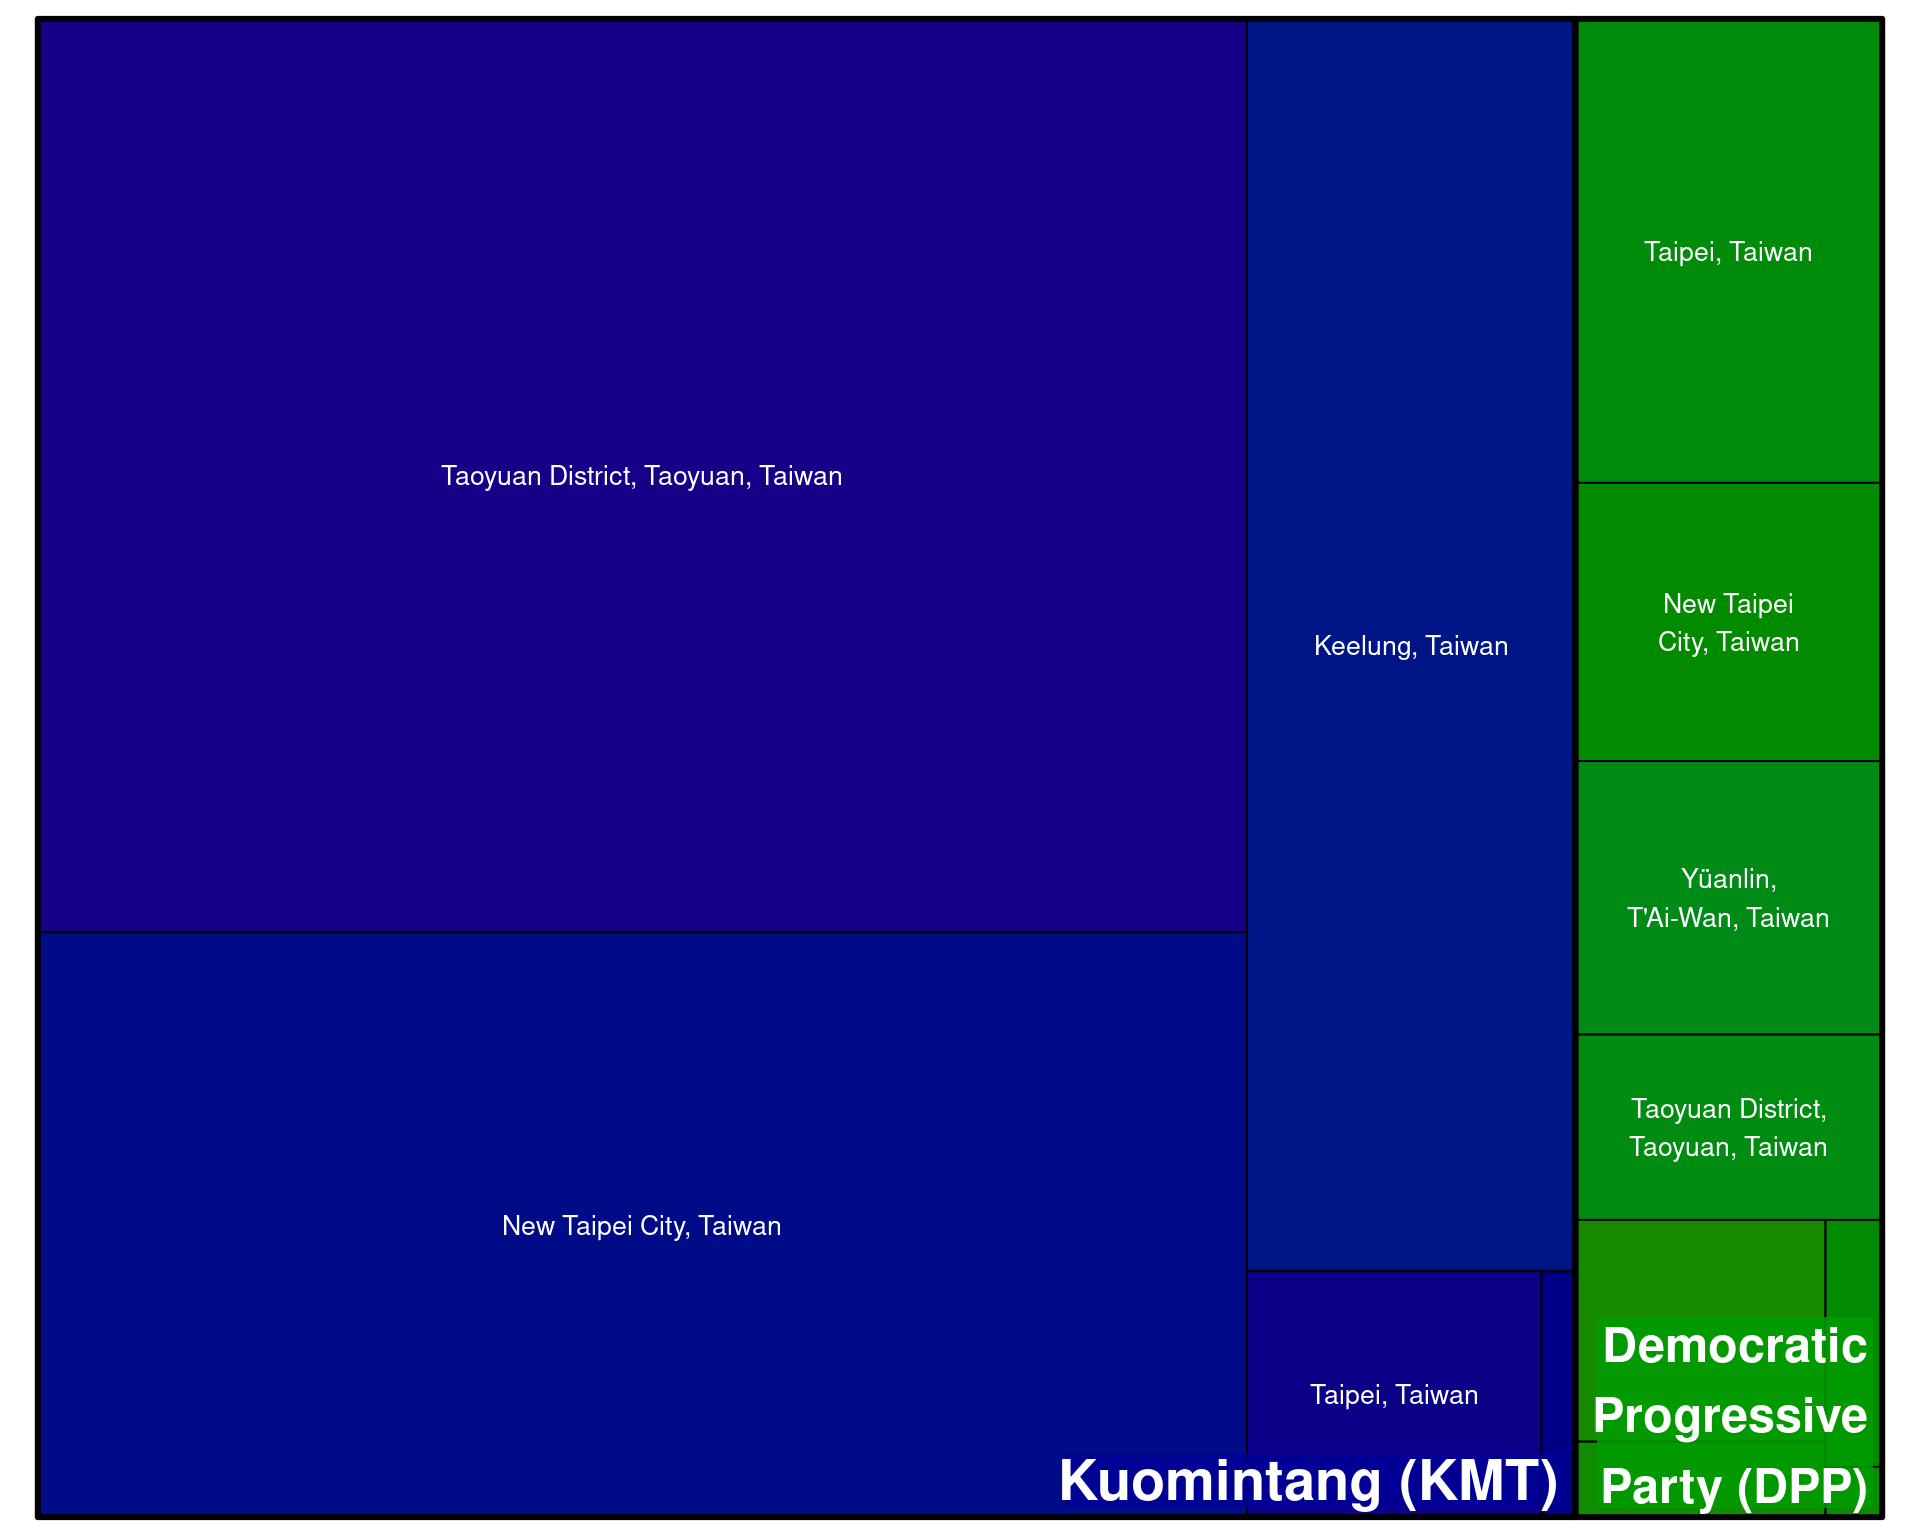 Taoyuan District, Taoyuan, Taiwan
New Taipei City, Taiwan
Keelung, Taiwan
Taipei, Taiwan
Kuomintang (KMT)
Taipei, Taiwan
New Taipei
City, Taiwan
Yüanlin,
T'Ai-Wan, Taiwan
Taoyuan District,
Taoyuan, Taiwan
Democratic
Progressive
Party (DPP)